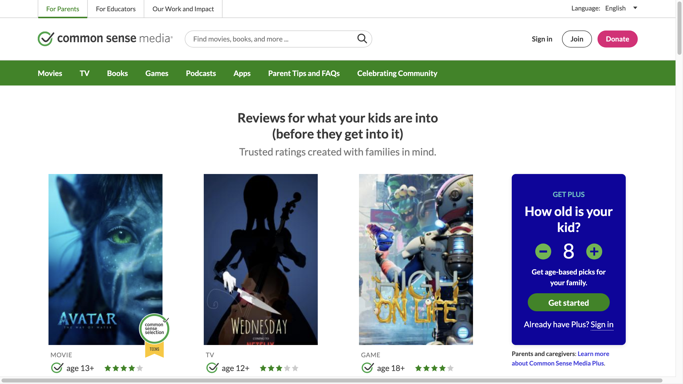 For Parents
For Educators
Our Work and Impact
Language: English
common sense media
Find movies, books, and more ...
Sign in
Join
Donate
Movies
TV
Books
Games
Podcasts
Apps
Parent Tips and FAQs
Celebrating Community
Reviews for what your kids are into
(before they get into it)
Trusted ratings created with families in mind.
AVATAR
THE WAY OF WATER
common
sense
selection
TEENS
MOVIE
age 13+
WEDNESDAY
NETFLIX
TV
age 12+
HIGH
ON LIFE
GAME
age 18+
GET PLUS
How old is your
kid?
8
Get age-based picks for
your family.
Get started
Already have Plus? Sign in
Parents and caregivers: Learn more
about Common Sense Media Plus.